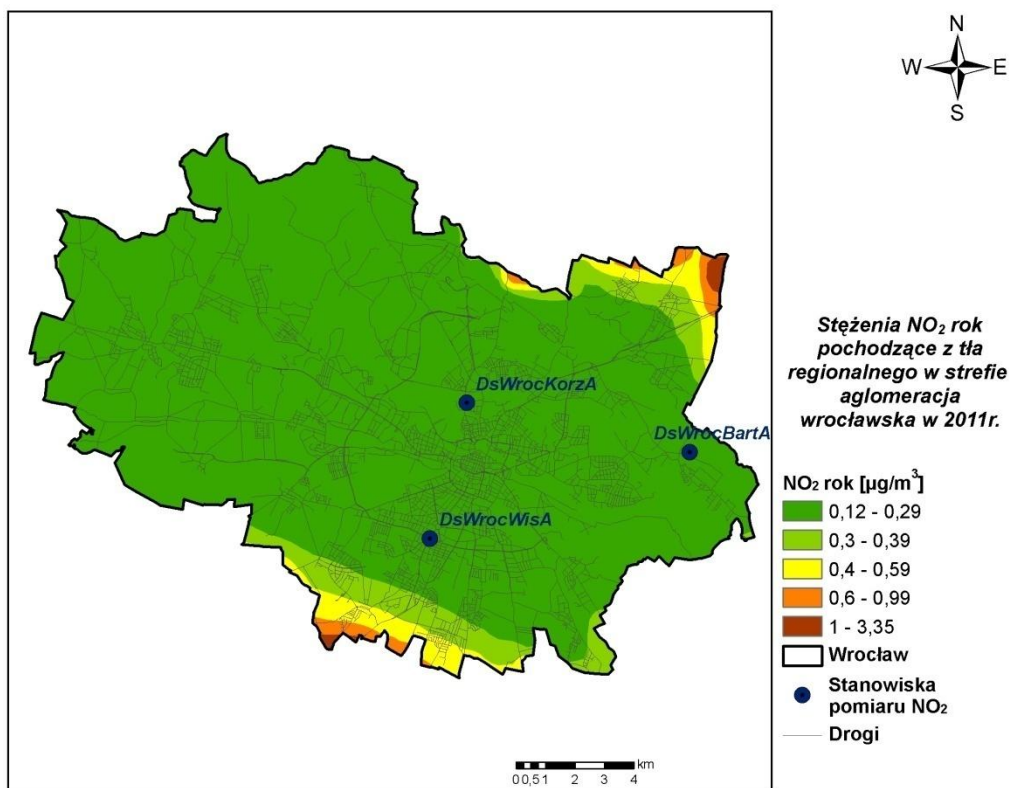 N
W E
S
DsWrocKorzA
DsWrocBartA
DsWrocWisA
Stężenia NO₂ rok
pochodzące z tła
regionalnego w strefie
aglomeracja
wrocławska w 2011r.
NO₂ rok [µg/m³]
0,12 - 0,29
0,3 - 0,39
0,4 - 0,59
0,6 - 0,99
1 - 3,35
Wrocław
Stanowiska
pomiaru NO₂
Drogi
km
0 0,5 1 2 3 4